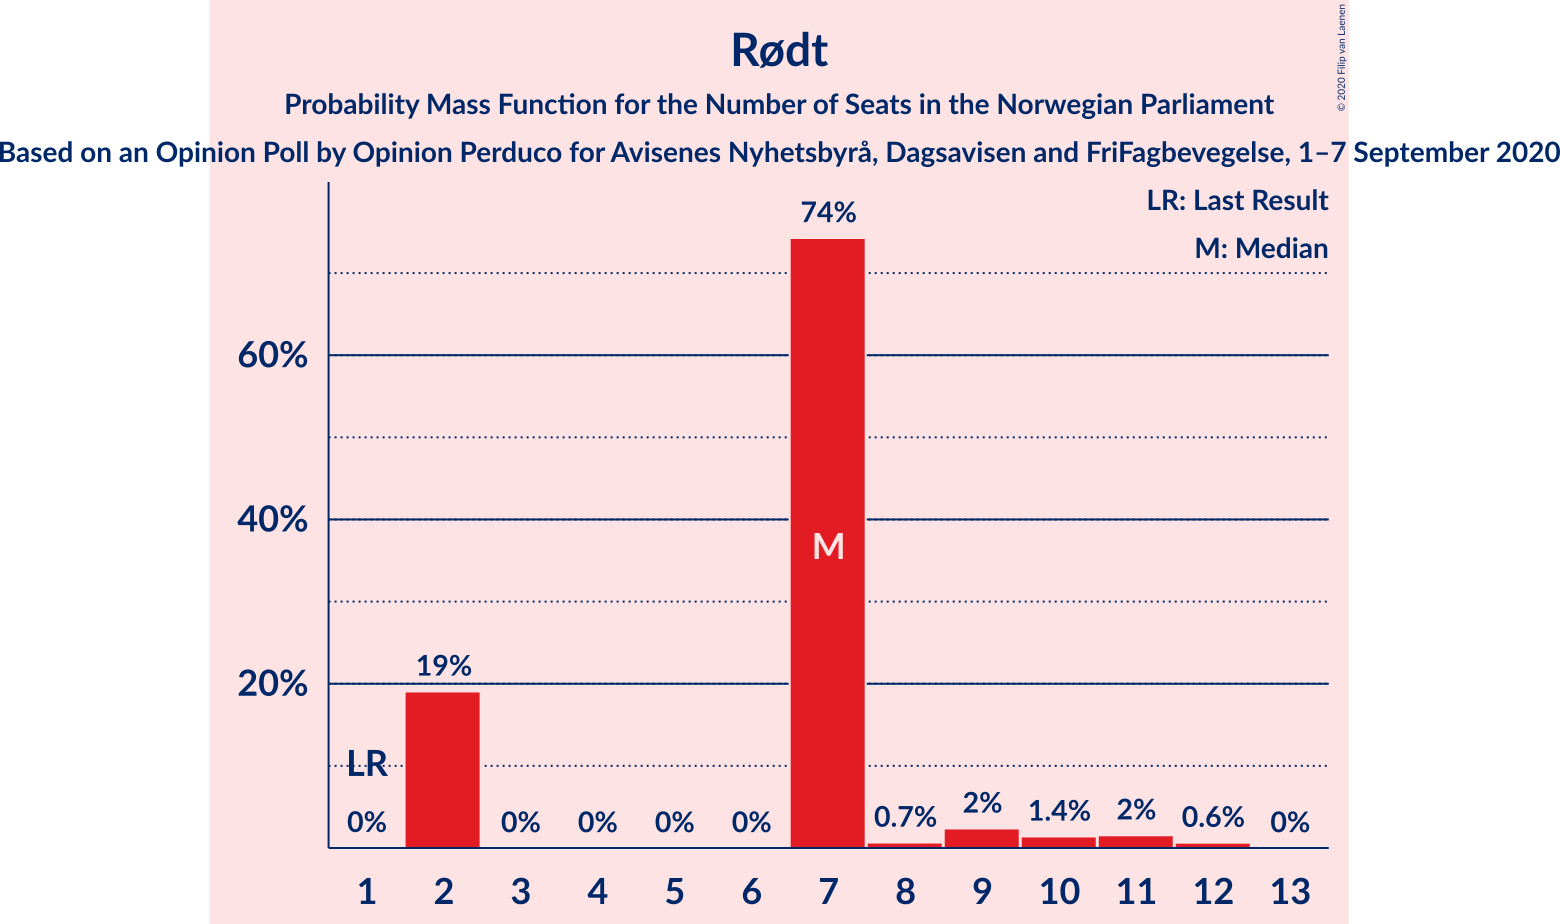 Rødt
Probability Mass Function for the Number of Seats in the Norwegian Parliament
Based on an Opinion Poll by Opinion Perduco for Avisenes Nyhetsbyrå, Dagsavisen and FriFagbevegelse, 1–7 September 2020
© 2020 Filip van Laenen
LR: Last Result
M: Median
74%
60%
40%
M
19%
20%
LR
0%
0%
0%
0%
0%
0.7%
2%
1.4%
2%
0.6%
0%
1 2 3 4 5 6 7 8 9 10 11 12 13